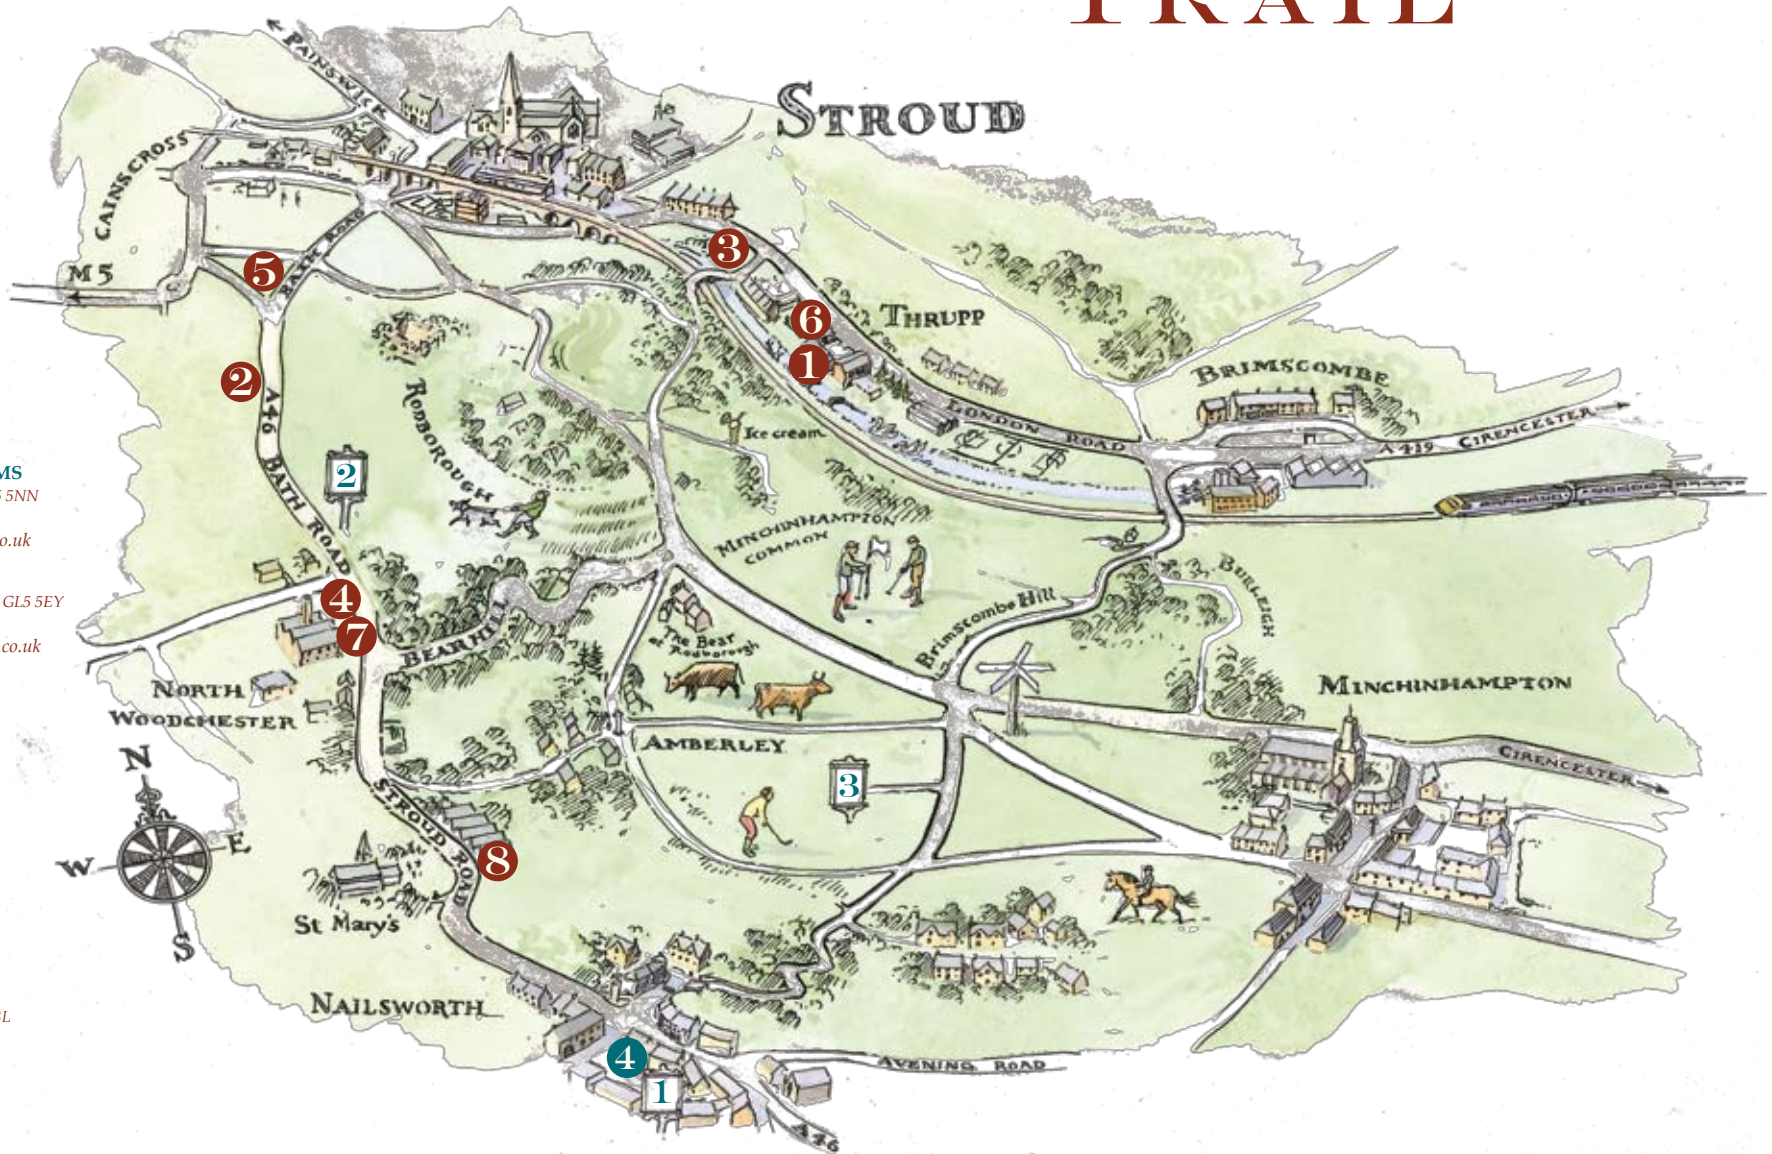 TRAIL
PAINSWICK
STROUD
CAINSCROSS
BATH ROAD
M5
5
3
6
THRUPP
1
2
A46
BATH ROAD
RODBOROUGH
Ice cream
LONDON ROAD
BRIMSCOMBE
A419 CIRENCESTER
MS
5NN
o.uk
2
MINCHINHAMPTON
COMMON
GL5 5EY
co.uk
4
7
BEAR HILL
The Bear
at Rodborough
Brimscombe Hill
BURLEIGH
MINCHINHAMPTON
NORTH
WOODCHESTER
AMBERLEY
3
CIRENCESTER
N
W
E
S
STROUD ROAD
8
St Mary's
NAILSWORTH
4
1
AVENING ROAD
A46